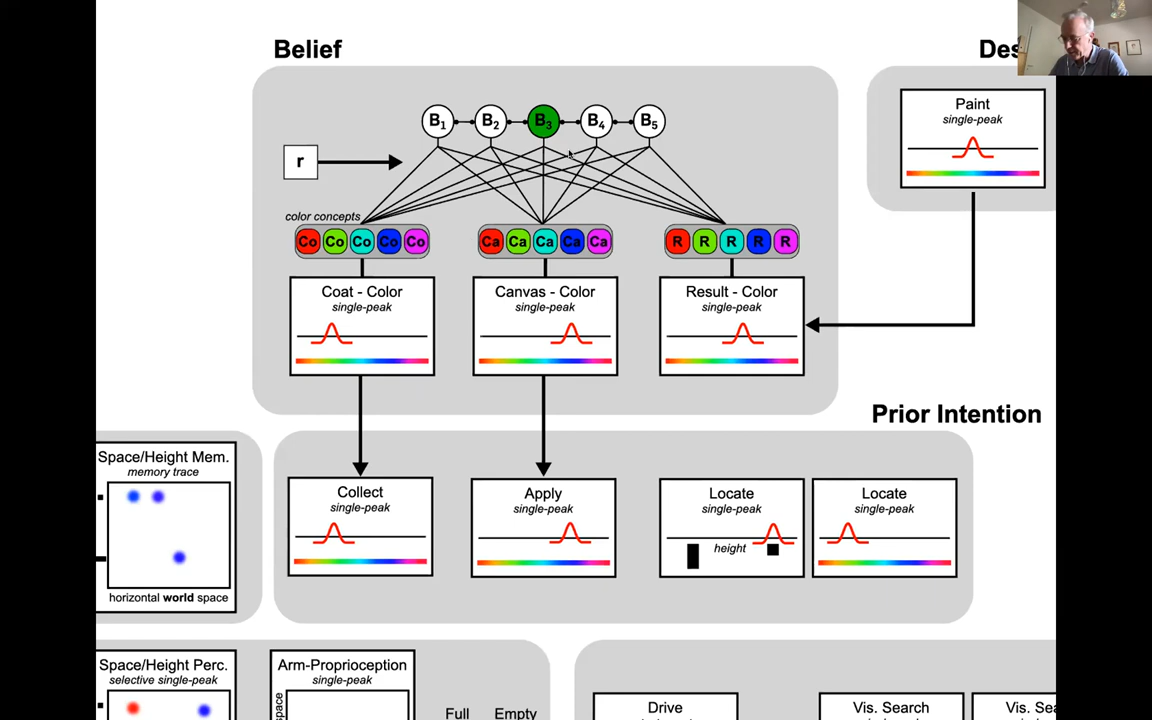 Belief
Paint
single-peak
B1 B2 B3 B4 B5
r
color concepts
Co Co Co Co Co
Ca Ca Ca Ca Ca
R R R R R
Coat - Color
single-peak
Canvas - Color
single-peak
Result - Color
single-peak
Prior Intention
Space/Height Mem.
memory trace
horizontal world space
Collect
single-peak
Apply
single-peak
Locate
single-peak
height
Locate
single-peak
Space/Height Perc.
selective single-peak
Arm-Proprioception
single-peak
space
Full
Empty
Drive
Vis. Search
Vis.